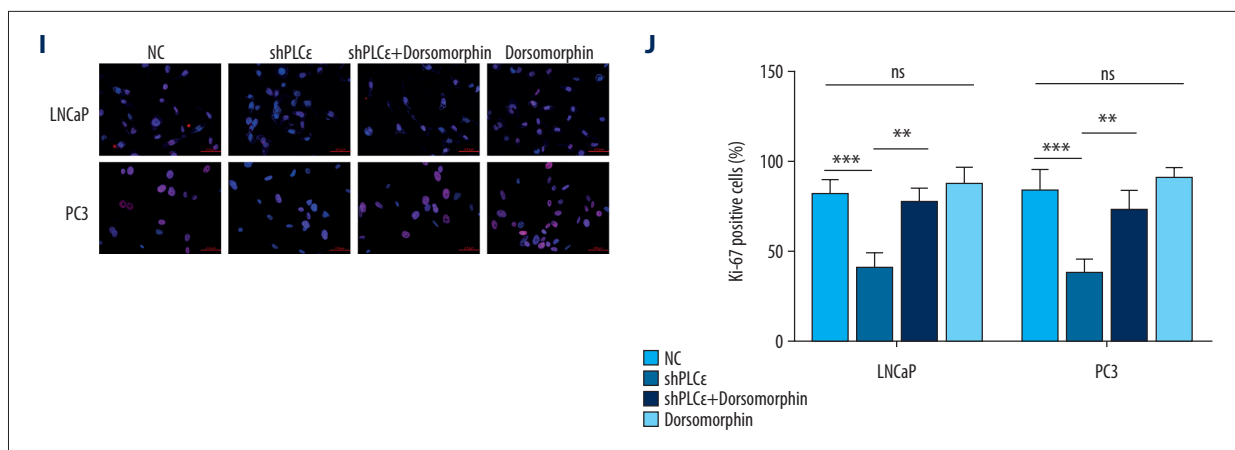 I
NC
shPLCε
shPLCε+Dorsomorphin
Dorsomorphin
LNCaP
PC3
J
150
100
50
0
Ki-67 positive cells (%)
ns
ns
***
**
***
**
LNCaP
PC3
NC
shPLCε
shPLCε+Dorsomorphin
Dorsomorphin